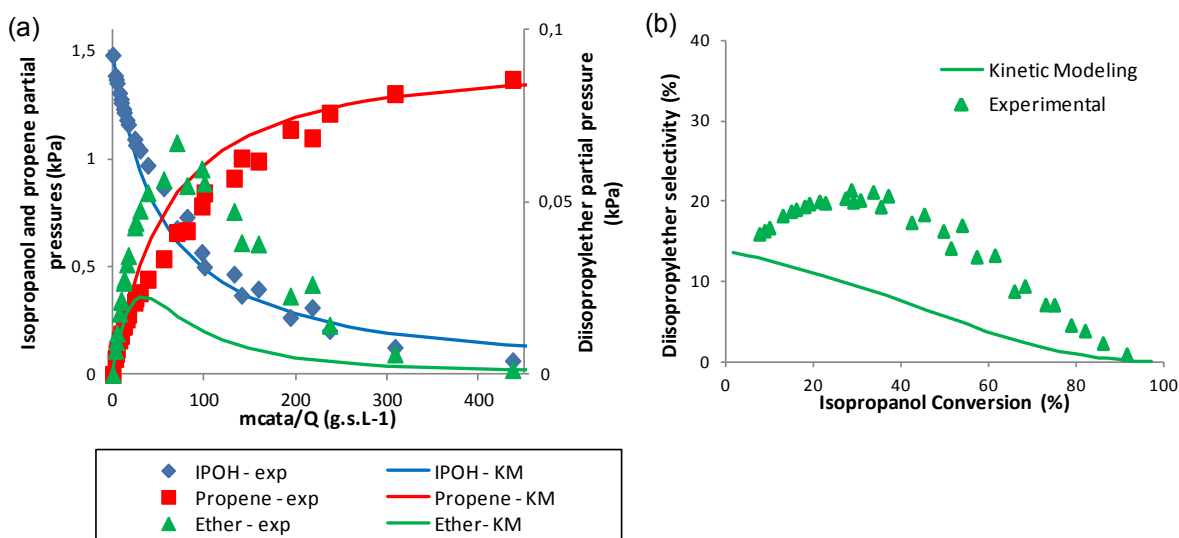 (a)
Isopropanol and propene partial
pressures (kPa)
1,5
1
0,5
0
0 100 200 300 400
mcata/Q (g.s.L-1)
0,1
0,05
0
Diisopropylether partial pressure
(kPa)
IPOH - exp
IPOH - KM
Propene - exp
Propene - KM
Ether - exp
Ether- KM
(b)
Diisopropylether selectivity (%)
40
30
20
10
0
0 20 40 60 80 100
Isopropanol Conversion (%)
Kinetic Modeling
Experimental